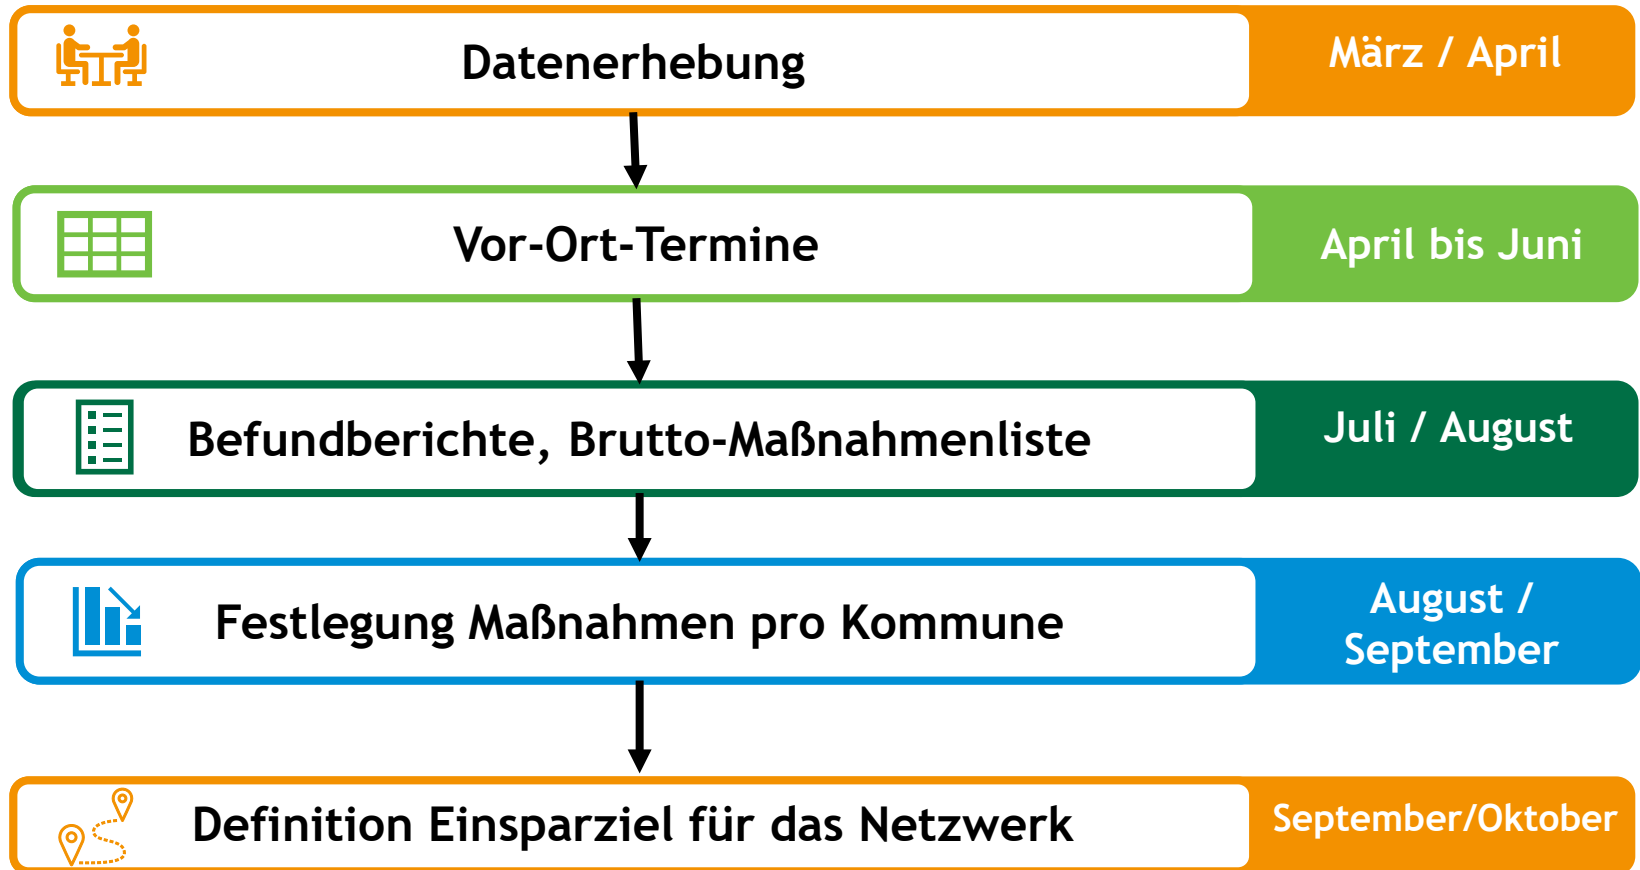 Datenerhebung
März / April
Vor-Ort-Termine
April bis Juni
Befundberichte, Brutto-Maßnahmenliste
Juli / August
Festlegung Maßnahmen pro Kommune
August /
September
Definition Einsparziel für das Netzwerk
September/Oktober